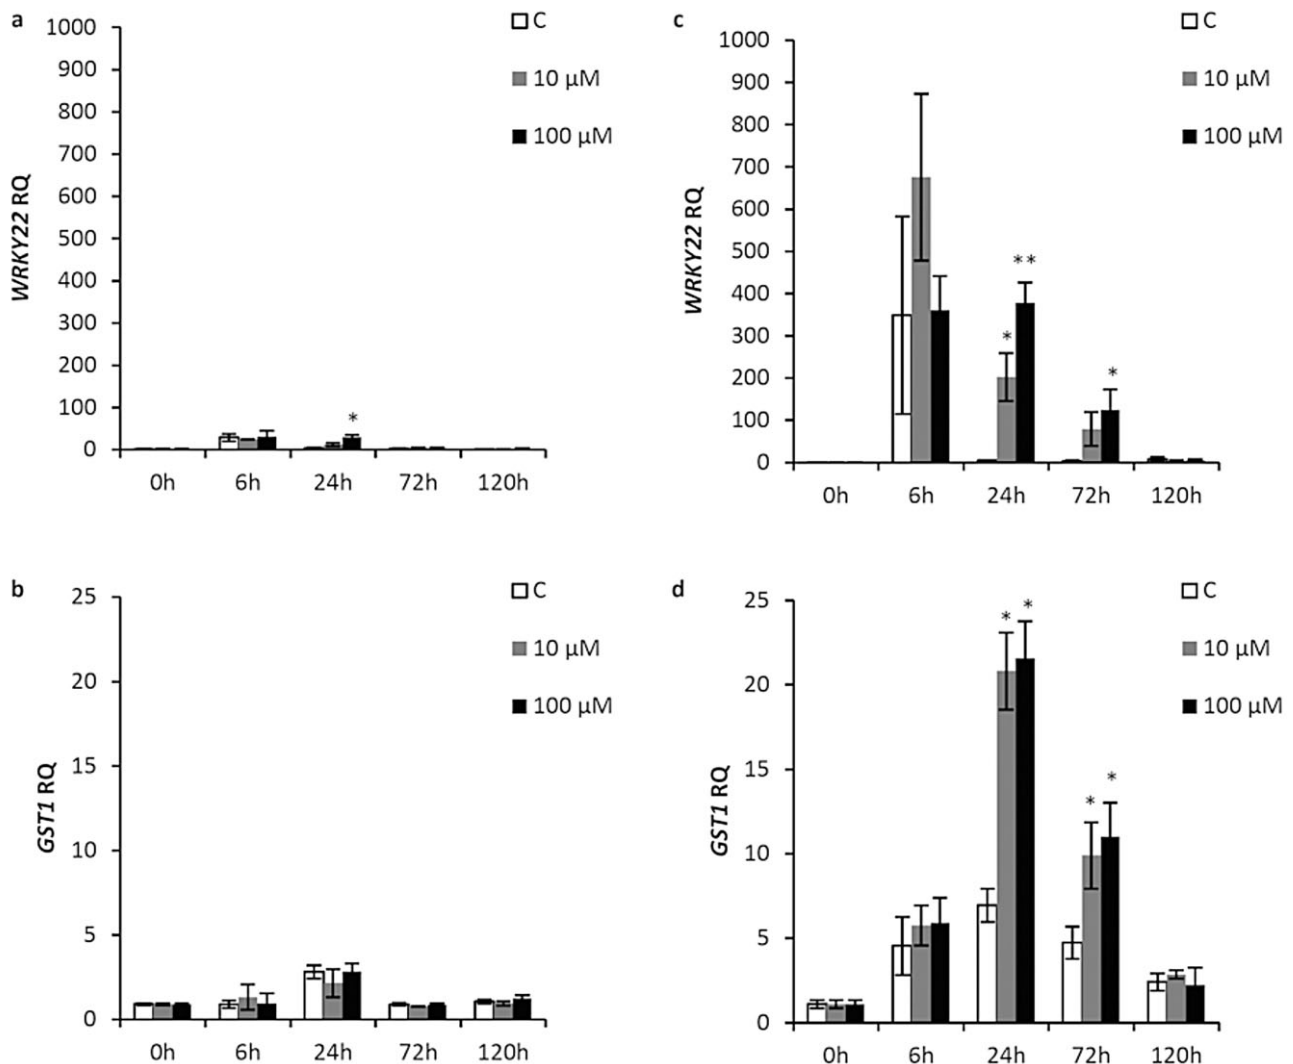 a
1000
900
800
700
600
500
400
300
200
100
0
WRKY22 RQ
C
10 μM
100 μM
*
0h 6h 24h 72h 120h
c
1000
900
800
700
600
500
400
300
200
100
0
WRKY22 RQ
C
10 μM
100 μM
*
**
*
0h 6h 24h 72h 120h
b
25
20
15
10
5
0
GST1 RQ
C
10 μM
100 μM
0h 6h 24h 72h 120h
d
25
20
15
10
5
0
GST1 RQ
C
10 μM
100 μM
* *
* *
0h 6h 24h 72h 120h